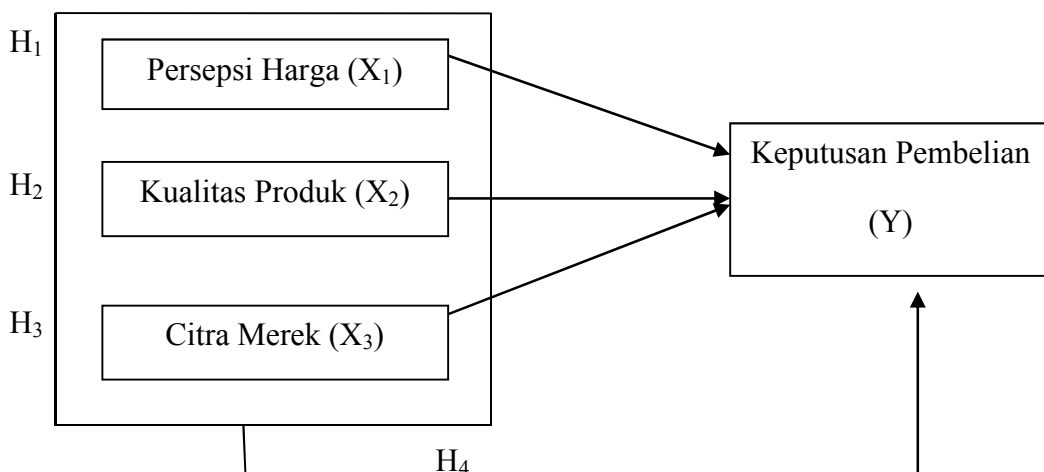 H₁
Persepsi Harga (X₁)
Keputusan Pembelian
(Y)
H₂
Kualitas Produk (X₂)
H₃
Citra Merek (X₃)
H₄